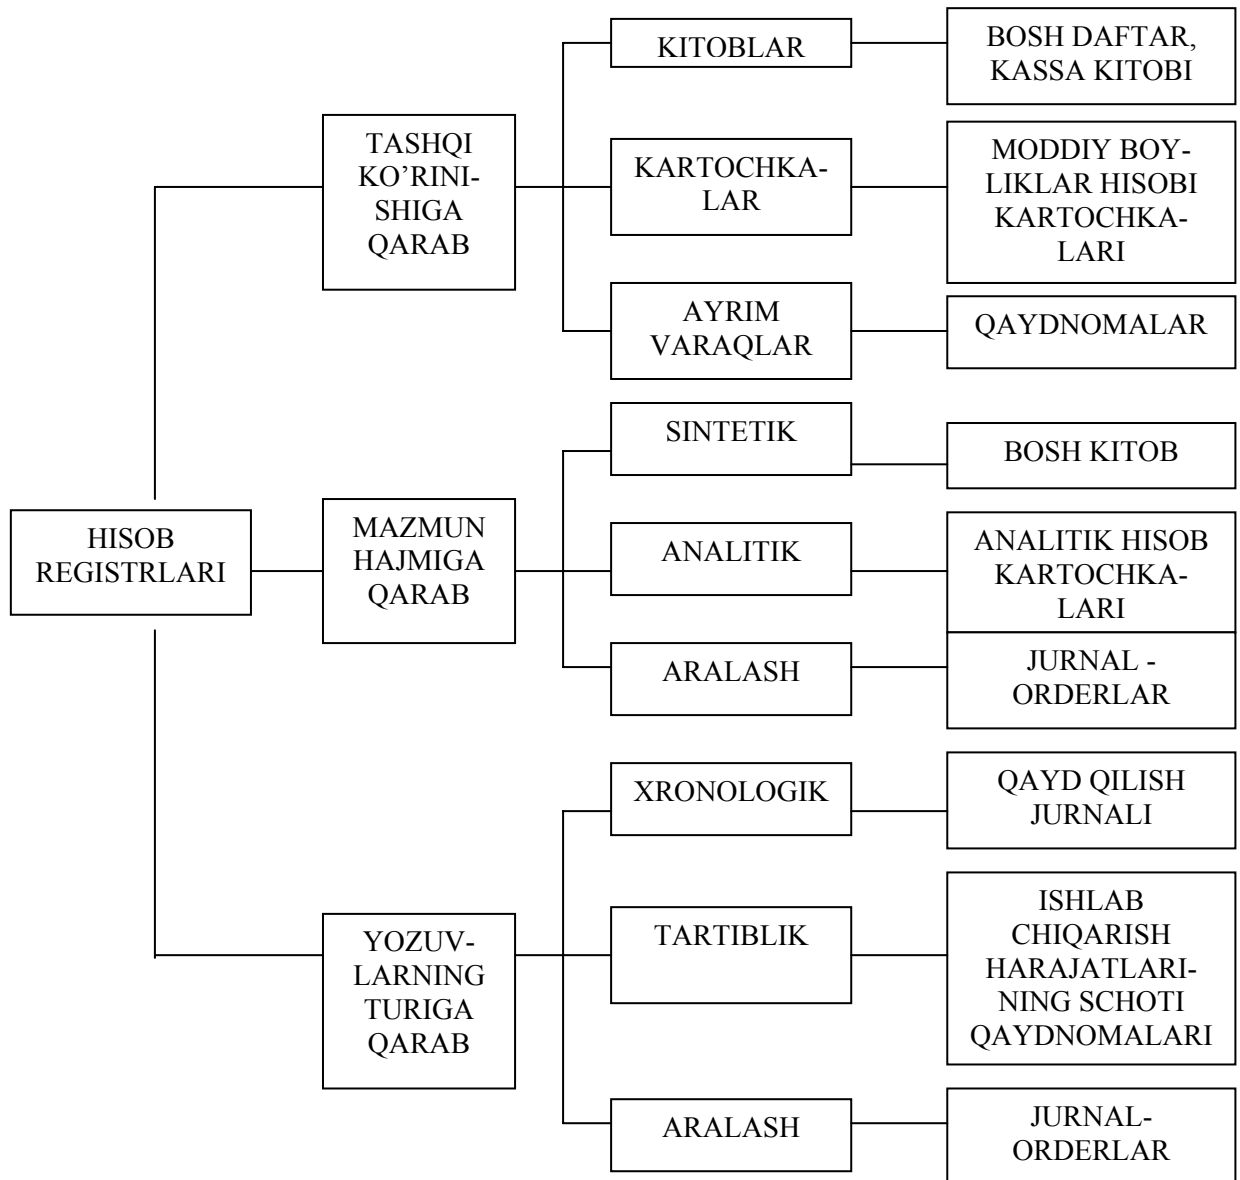 HISOB
REGISTRLARI
TASHQI
KO’RINI-
SHIGA
QARAB
KITOBLAR
BOSH DAFTAR,
KASSA KITOBI
KARTOCHKA-
LAR
MODDIY BOY-
LIKLAR HISOBI
KARTOCHKA-
LARI
AYRIM
VARAQLAR
QAYDNOMALAR
MAZMUN
HAJMIGA
QARAB
SINTETIK
BOSH KITOB
ANALITIK
ANALITIK HISOB
KARTOCHKA-
LARI
ARALASH
JURNAL -
ORDERLAR
YOZUV-
LARNING
TURIGA
QARAB
XRONOLOGIK
QAYD QILISH
JURNALI
TARTIBLIK
ISHLAB
CHIQARISH
HARAJATLARI-
NING SCHOTI
QAYDNOMALARI
ARALASH
JURNAL-
ORDERLAR